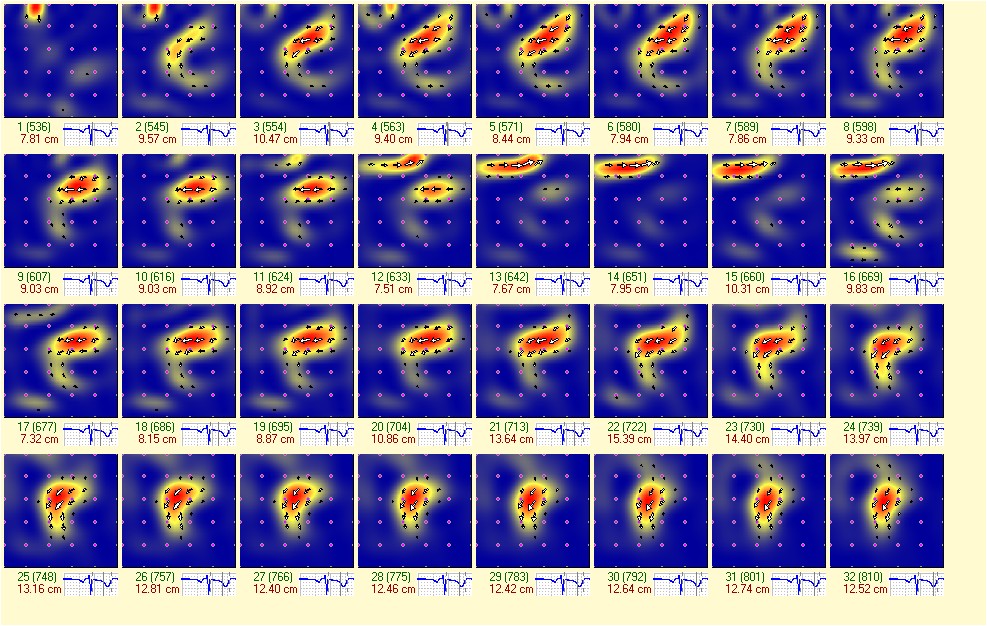 1 (536) 2 (545) 3 (554) 4 (563) 5 (571) 6 (580) 7 (589) 8 (598)
7.81 cm 9.57 cm 10.47 cm 9.40 cm 8.44 cm 7.94 cm 7.86 cm 9.33 cm
9 (607) 10 (616) 11 (624) 12 (633) 13 (642) 14 (651) 15 (660) 16 (669)
9.03 cm 9.03 cm 8.92 cm 7.51 cm 7.67 cm 7.95 cm 10.31 cm 9.83 cm
17 (677) 18 (686) 19 (695) 20 (704) 21 (713) 22 (722) 23 (730) 24 (739)
7.32 cm 8.15 cm 8.87 cm 10.86 cm 13.64 cm 15.39 cm 14.40 cm 13.97 cm
25 (748) 26 (757) 27 (766) 28 (775) 29 (783) 30 (792) 31 (801) 32 (810)
13.16 cm 12.81 cm 12.40 cm 12.46 cm 12.42 cm 12.64 cm 12.74 cm 12.52 cm